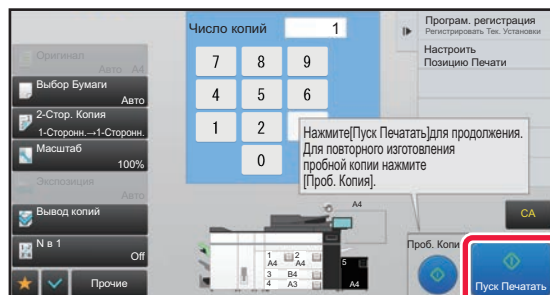 Оригинал
Авто A4
Выбор Бумаги
Авто
2-Стор. Копия
1-Сторонн.→1-Сторонн.
Масштаб
100%
Экспозиция
Авто
Вывод копий
N в 1
Off
Прочие
Число копий 1
7 8 9
4 5 6
1 2
0
Нажмите[Пуск Печатать]для продолжения.
Для повторного изготовления
пробной копии нажмите
[Проб. Копия].
A4
1 A4
2 A4
3 B4
4 A3
5 A4
Програм. регистрация
Регистрировать Тек. Установки
Настроить
Позицию Печати
CA
Проб. Копи
Пуск Печатать